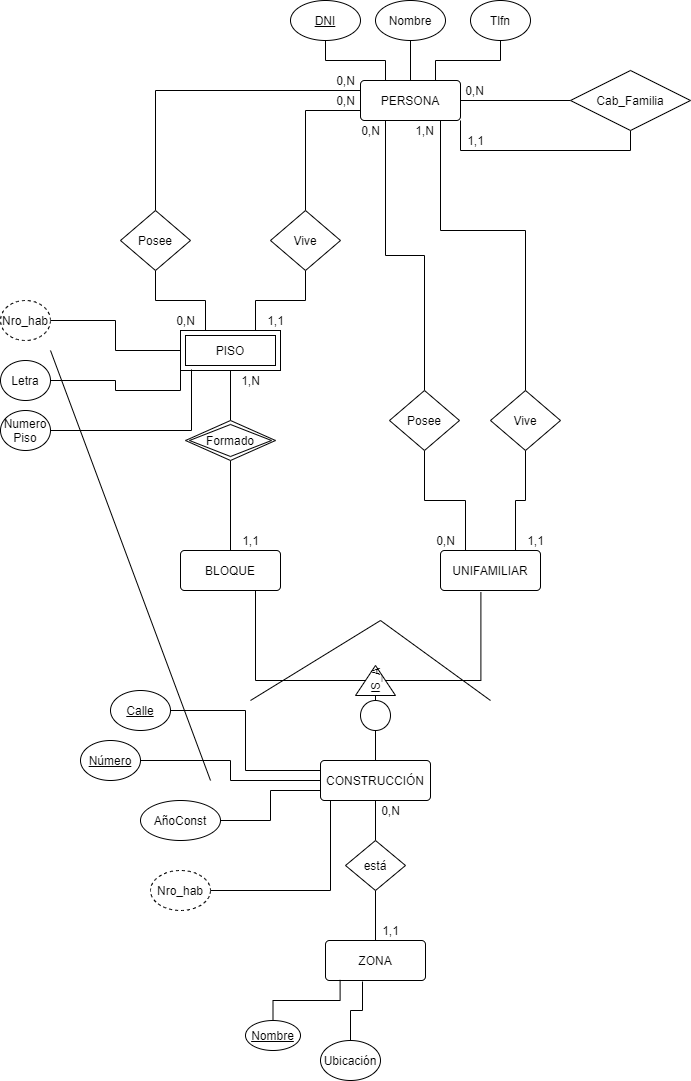 DNI
Nombre
Tlfn
0,N
0,N
PERSONA
0,N
Cab_Familia
0,N
1,N
1,1
Posee
Vive
Nro_hab
0,N
1,1
PISO
Letra
1,N
Numero
Piso
Formado
Posee
Vive
1,1
0,N
1,1
BLOQUE
UNIFAMILIAR
IS_A
Calle
Número
CONSTRUCCIÓN
0,N
AñoConst
está
Nro_hab
1,1
ZONA
Nombre
Ubicación